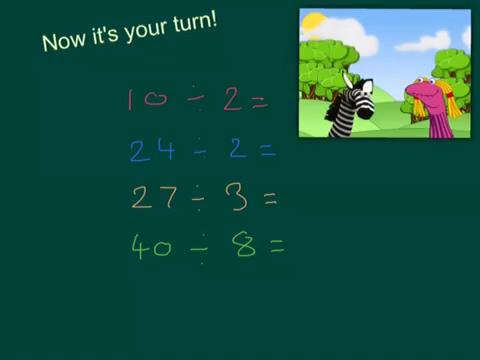 Now it's your turn!
10 ÷ 2 =
24 ÷ 2 =
27 ÷ 3 =
40 ÷ 8 =